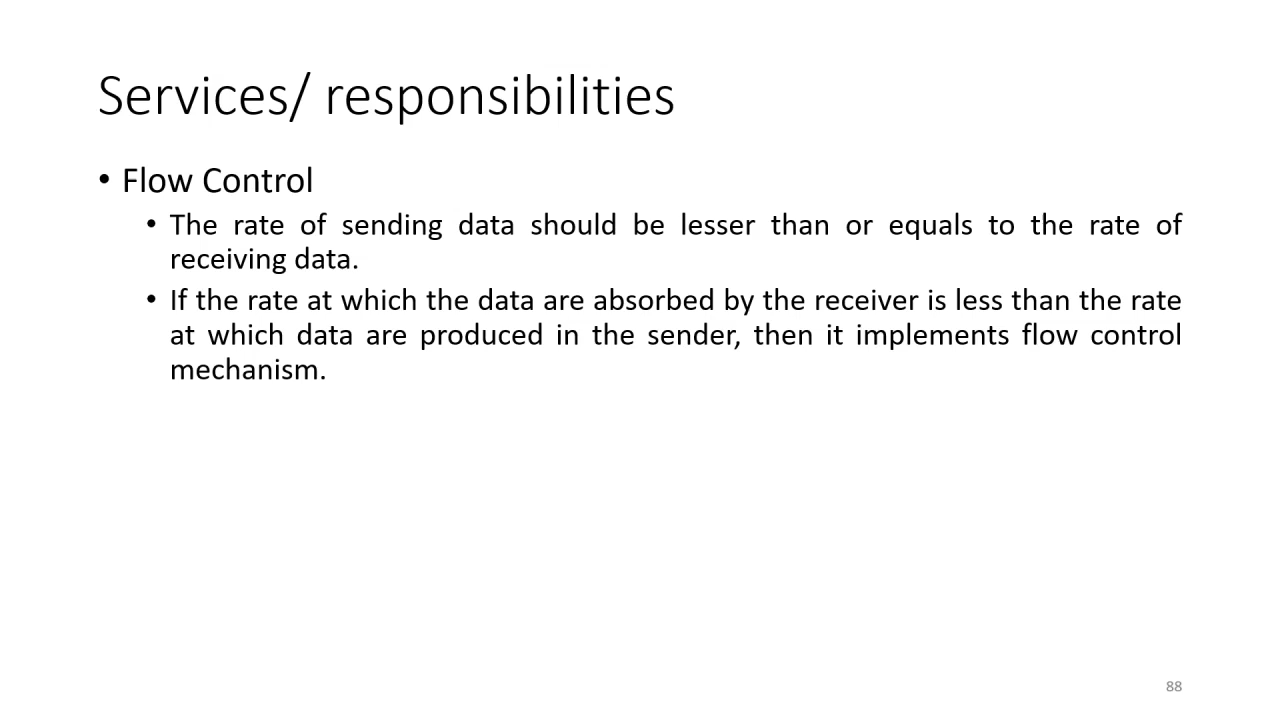 Services/ responsibilities
• Flow Control
• The rate of sending data should be lesser than or equals to the rate of
receiving data.
• If the rate at which the data are absorbed by the receiver is less than the rate
at which data are produced in the sender, then it implements flow control
mechanism.
88